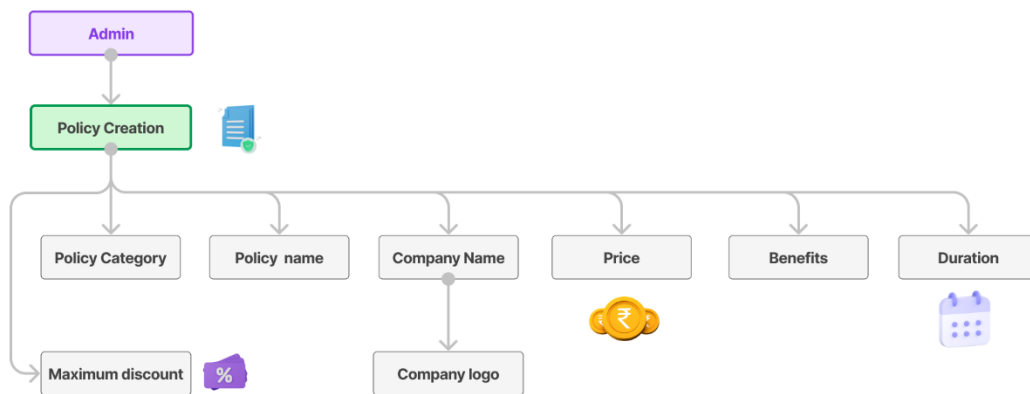 Admin
Policy Creation
Policy Category
Policy name
Company Name
Price
Benefits
Duration
₹ ₹ ₹
Maximum discount
%
Company logo